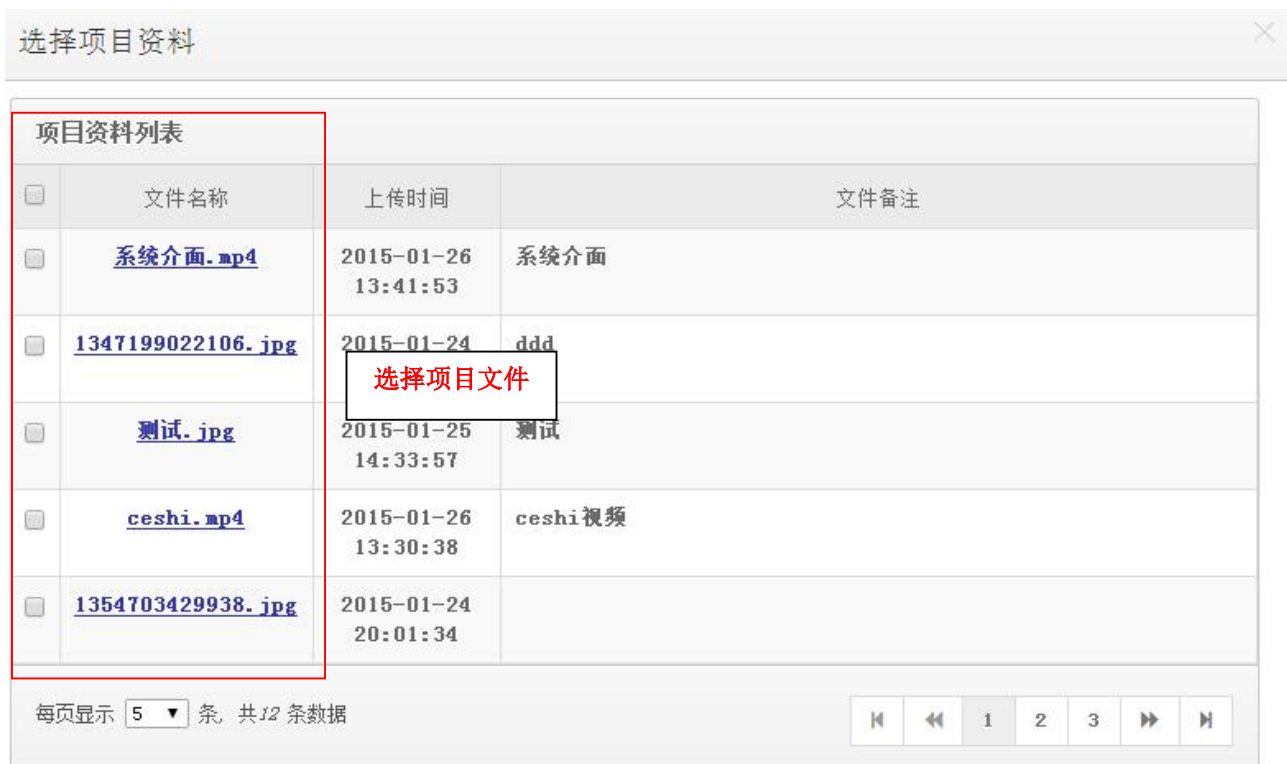 选择项目资料
项目资料列表
文件名称 上传时间 文件备注
系统介面.mp4 2015-01-26 系统介面
13:41:53
1347199022106.jpg 2015-01-24 ddd
选择项目文件
测试.jpg 2015-01-25 测试
14:33:57
ceshi.mp4 2015-01-26 ceshi视频
13:30:38
1354703429938.jpg 2015-01-24
20:01:34
每页显示 5 条, 共12 条数据 1 2 3